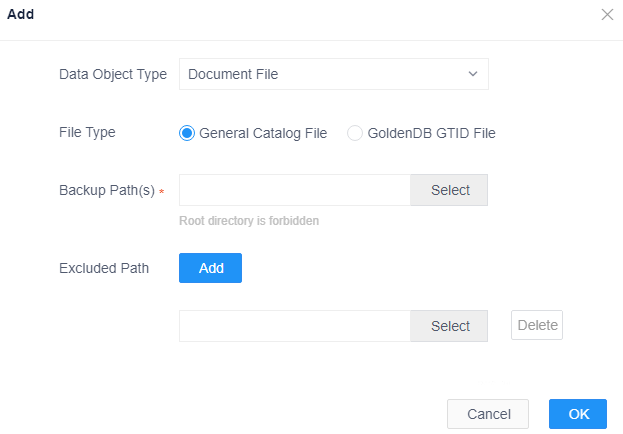 Add
Data Object Type Document File
File Type General Catalog File GoldenDB GTID File
Backup Path(s) * Select
Root directory is forbidden
Excluded Path Add
Select Delete
Cancel OK